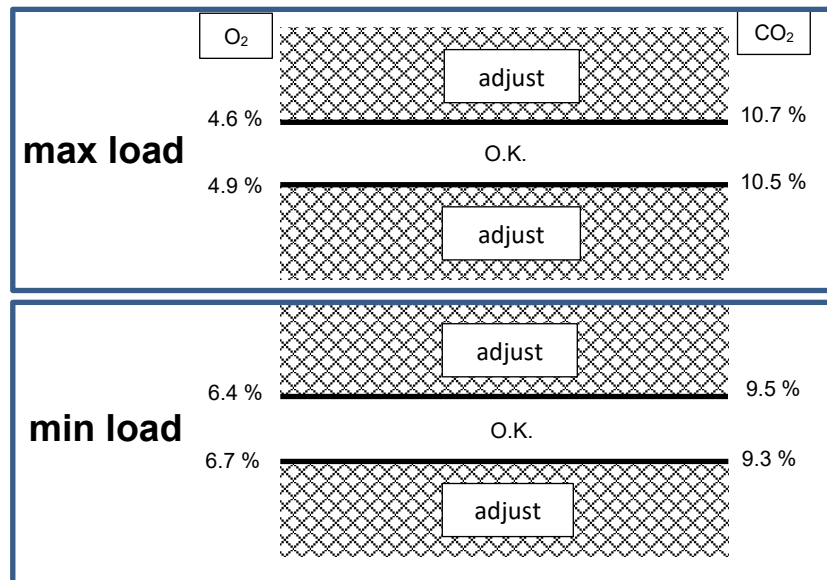 O₂
CO₂
adjust
4.6 %
10.7 %
max load
O.K.
4.9 %
10.5 %
adjust
adjust
6.4 %
9.5 %
min load
O.K.
6.7 %
9.3 %
adjust